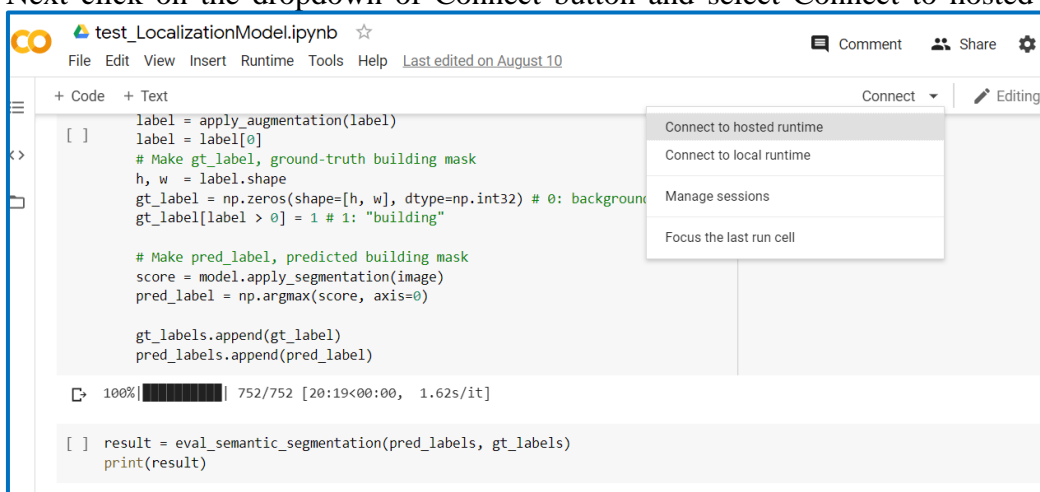 Next click on the dropdown of Connect button and select Connect to hosted
test_LocalizationModel.ipynb
Comment
Share
File Edit View Insert Runtime Tools Help Last edited on August 10
+ Code + Text
Connect
Editing
label = apply_augmentation(label)
[ ] label = label[0]
# Make gt_label, ground-truth building mask
h, w  = label.shape
gt_label = np.zeros(shape=[h, w], dtype=np.int32) # 0: background
gt_label[label > 0] = 1 # 1: "building"
# Make pred_label, predicted building mask
score = model.apply_segmentation(image)
pred_label = np.argmax(score, axis=0)
gt_labels.append(gt_label)
pred_labels.append(pred_label)
Connect to hosted runtime
Connect to local runtime
Manage sessions
Focus the last run cell
100%|██████████| 752/752 [20:19<00:00,  1.62s/it]
[ ] result = eval_semantic_segmentation(pred_labels, gt_labels)
print(result)